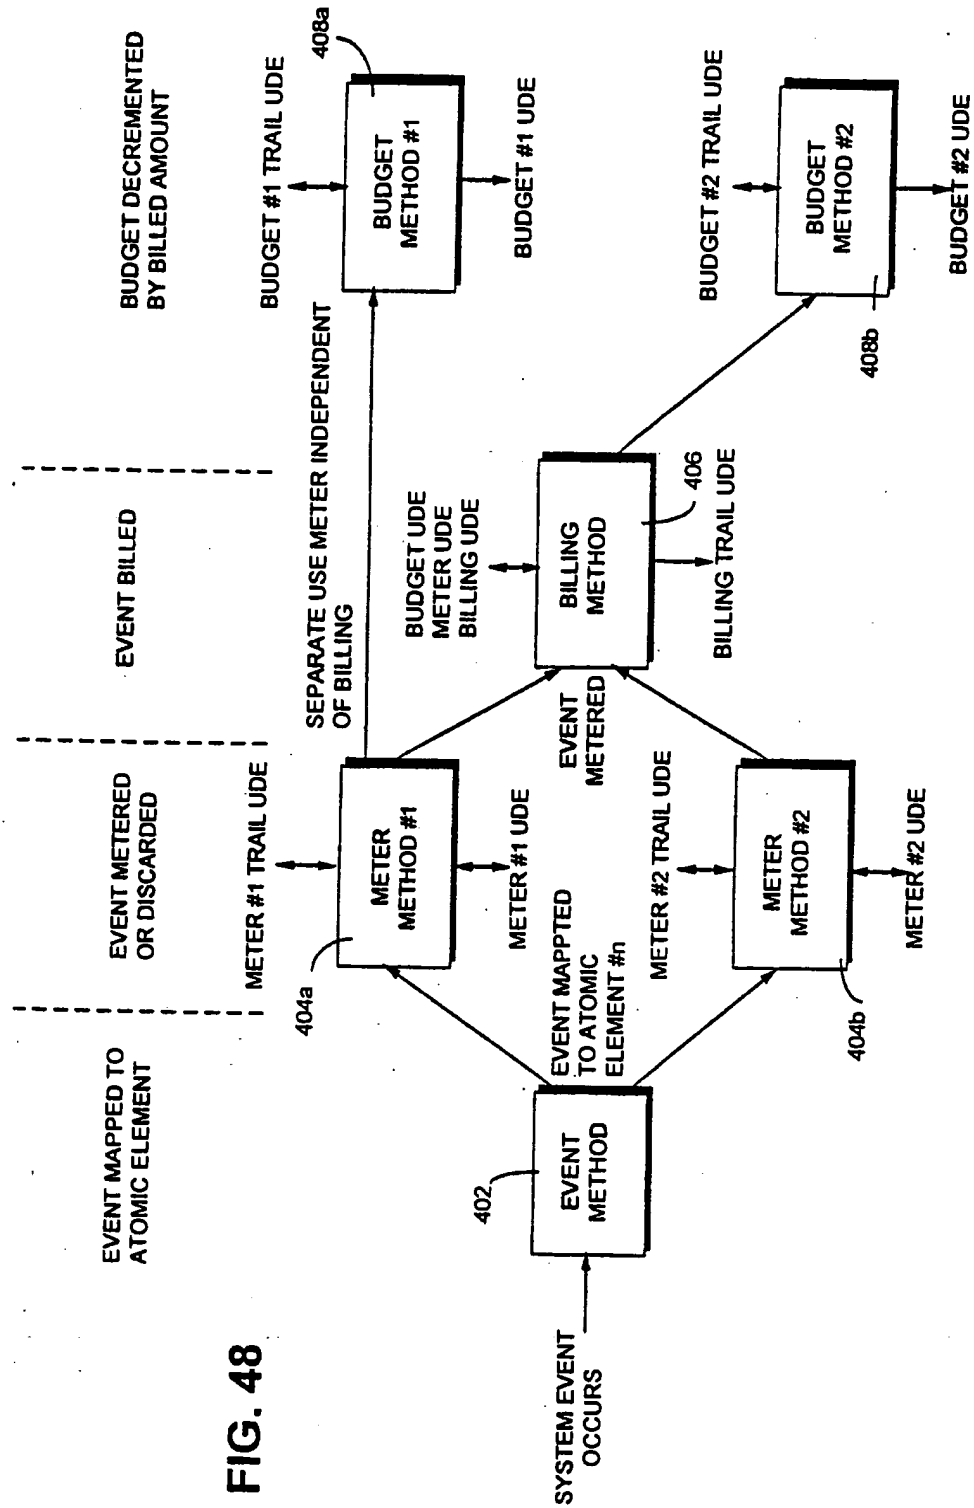 FIG. 48
EVENT MAPPED TO
ATOMIC ELEMENT
EVENT METERED
OR DISCARDED
EVENT BILLED
BUDGET DECREMENTED
BY BILLED AMOUNT
SYSTEM EVENT
OCCURS
402
EVENT
METHOD
EVENT MAPPTED
TO ATOMIC
ELEMENT #n
METER #1 TRAIL UDE
404a
METER
METHOD #1
METER #1 UDE
METER #2 TRAIL UDE
404b
METER
METHOD #2
METER #2 UDE
SEPARATE USE METER INDEPENDENT
OF BILLING
EVENT
METERED
BUDGET UDE
METER UDE
BILLING UDE
BILLING
METHOD
406
BILLING TRAIL UDE
BUDGET #1 TRAIL UDE
408a
BUDGET
METHOD #1
BUDGET #1 UDE
BUDGET #2 TRAIL UDE
408b
BUDGET
METHOD #2
BUDGET #2 UDE